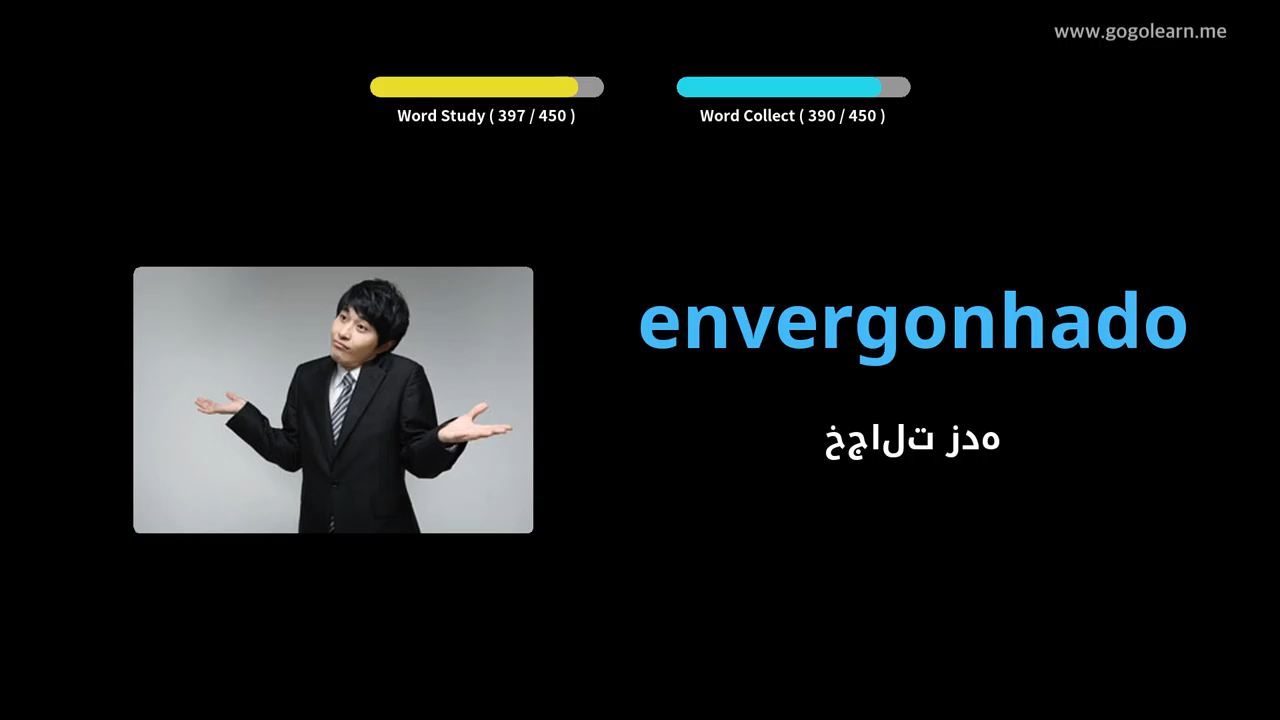 www.gogolearn.me
Word Study ( 397 / 450 )
Word Collect ( 390 / 450 )
envergonhado
خجالت زده